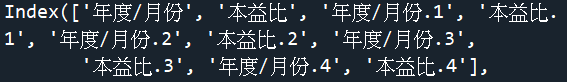 Index(['年度/月份', '本益比', '年度/月份.1', '本益比.
1', '年度/月份.2', '本益比.2', '年度/月份.3',
'本益比.3', '年度/月份.4', '本益比.4'],